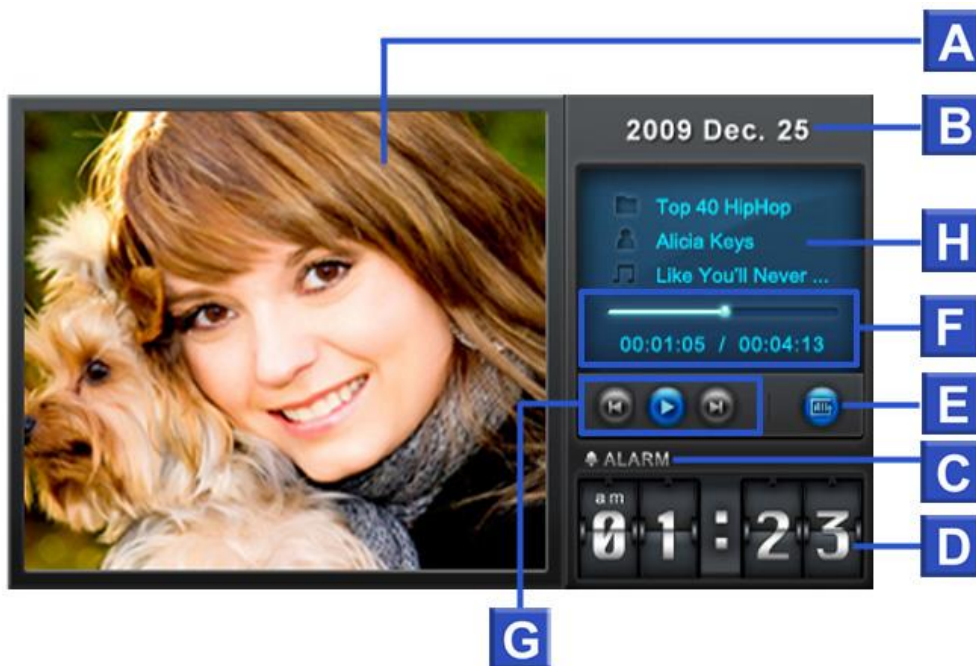 A
2009 Dec. 25
B
Top 40 HipHop
Alicia Keys
H
Like You'll Never ...
F
00:01:05 / 00:04:13
E
ALARM
C
am
01:23
D
G